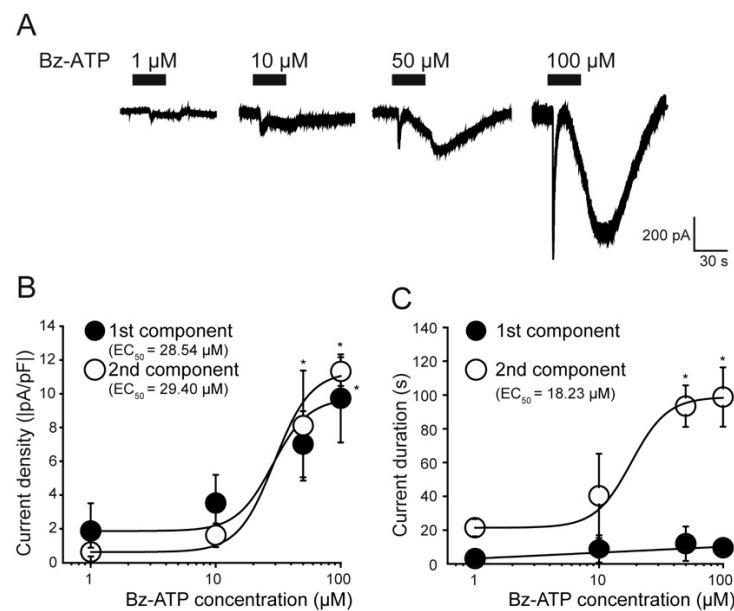 A
Bz-ATP 1 µM 10 µM 50 µM 100 µM
200 pA
30 s
B
1st component
(EC50 = 28.54 µM)
2nd component
(EC50 = 29.40 µM)
Current density (|pA/pF|)
14
12
10
8
6
4
2
0
* * *
1 10 100
Bz-ATP concentration (µM)
C
1st component
2nd component
(EC50 = 18.23 µM)
Current duration (s)
140
120
100
80
60
40
20
0
* *
1 10 100
Bz-ATP concentration (µM)